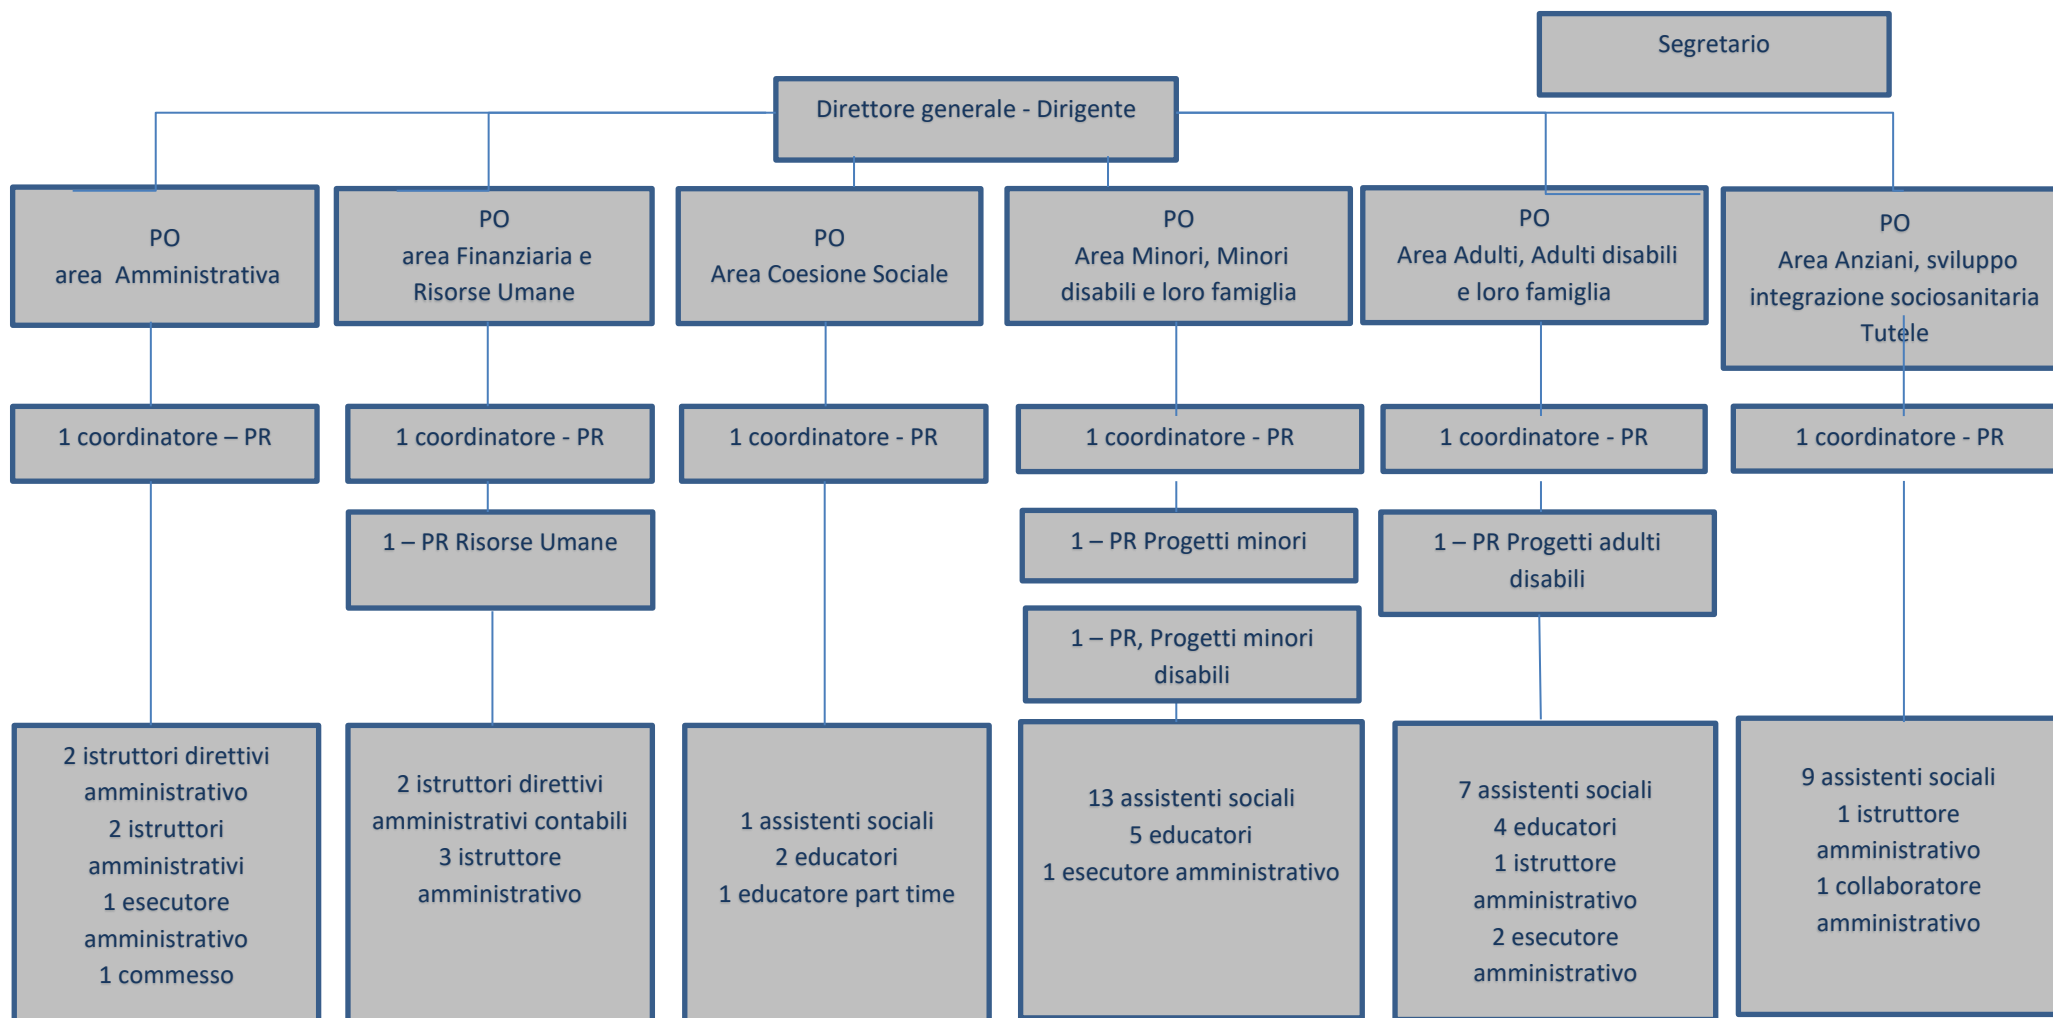 Segretario
Direttore generale - Dirigente
PO
area Amministrativa
PO
area Finanziaria e
Risorse Umane
PO
Area Coesione Sociale
PO
Area Minori, Minori
disabili e loro famiglia
PO
Area Adulti, Adulti disabili
e loro famiglia
PO
Area Anziani, sviluppo
integrazione sociosanitaria
Tutele
1 coordinatore – PR
1 coordinatore - PR
1 coordinatore - PR
1 coordinatore - PR
1 coordinatore - PR
1 coordinatore - PR
1 – PR Risorse Umane
1 – PR Progetti minori
1 – PR Progetti adulti
disabili
1 – PR, Progetti minori
disabili
2 istruttori direttivi
amministrativo
2 istruttori
amministrativi
1 esecutore
amministrativo
1 commesso
2 istruttori direttivi
amministrativi contabili
3 istruttore
amministrativo
1 assistenti sociali
2 educatori
1 educatore part time
13 assistenti sociali
5 educatori
1 esecutore amministrativo
7 assistenti sociali
4 educatori
1 istruttore
amministrativo
2 esecutore
amministrativo
9 assistenti sociali
1 istruttore
amministrativo
1 collaboratore
amministrativo